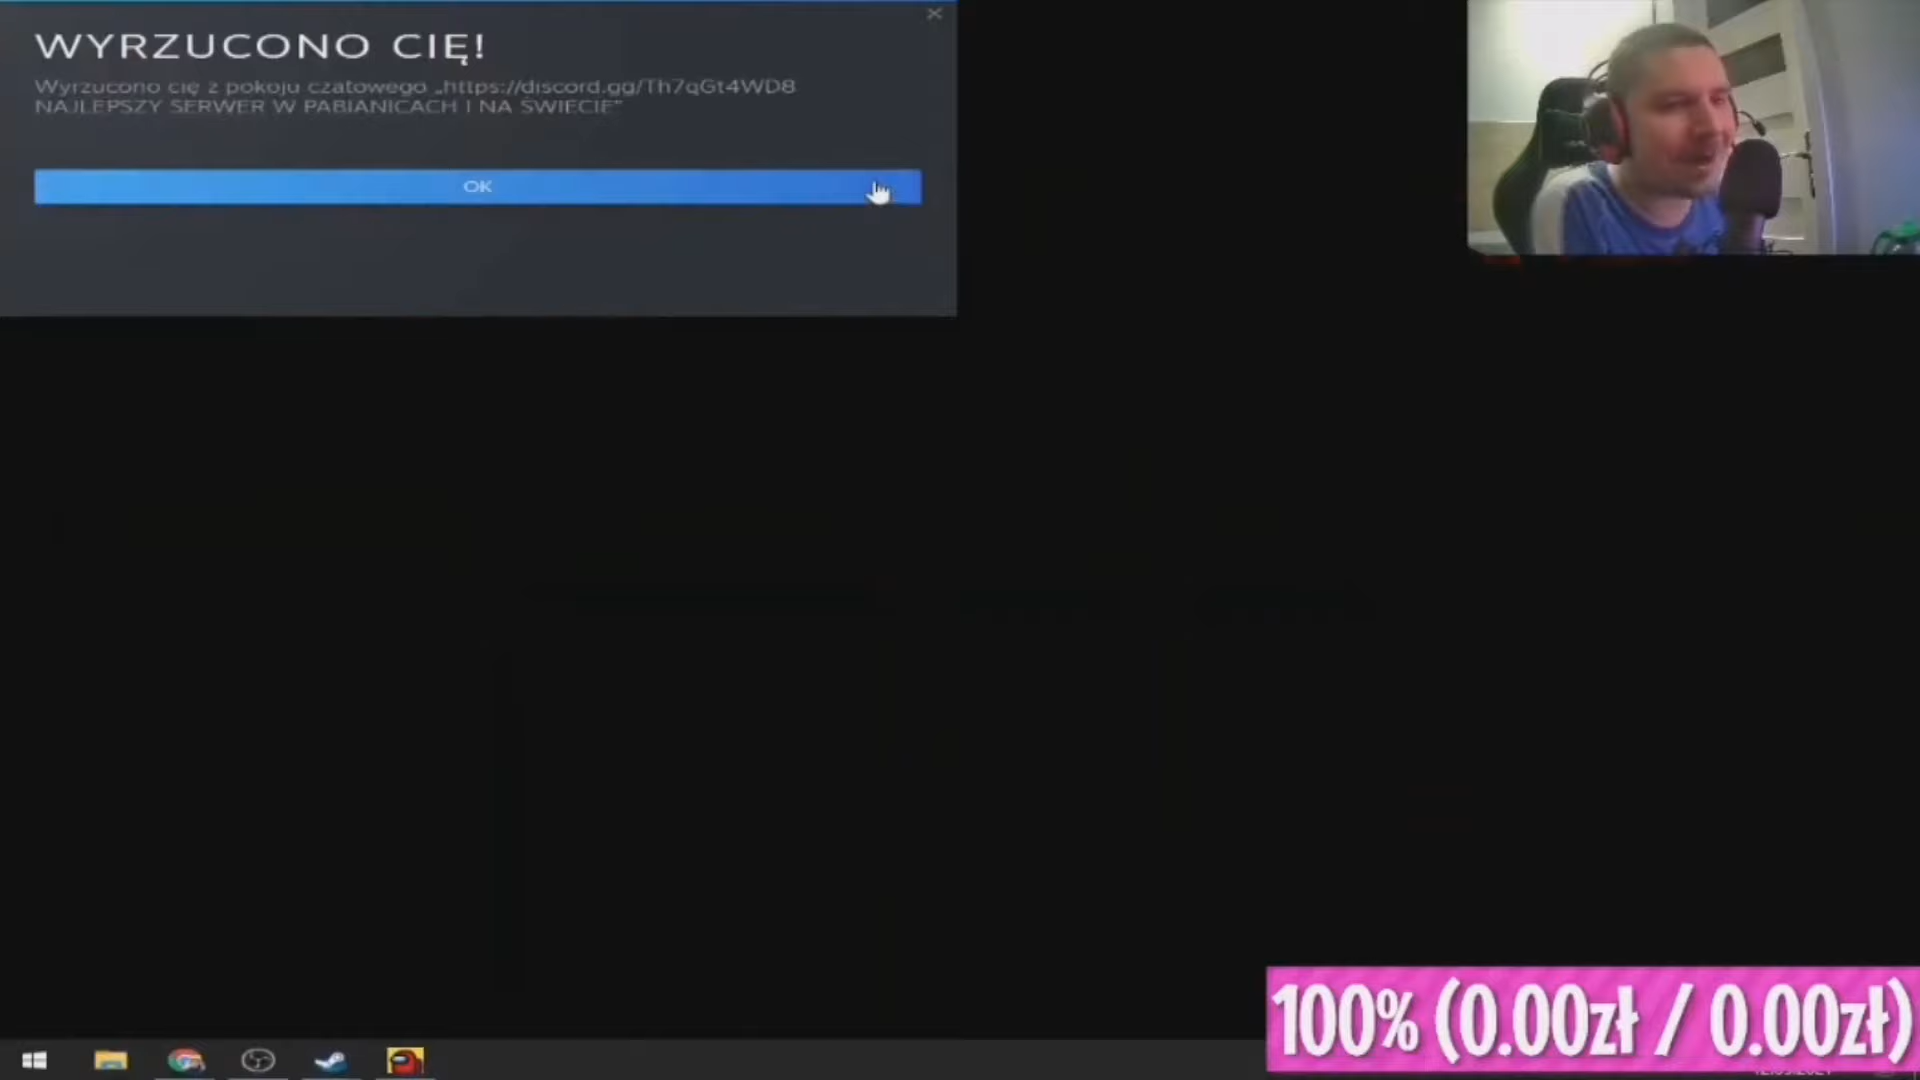 WYRZUCONO CIĘ!
Wyrzucono cię z pokoju czatowego „https://discord.gg/Th7qGt4WD8
NAJLEPSZY SERWER W PABIANICACH I NA ŚWIECIE”
OK
100% (0.00zł / 0.00zł)